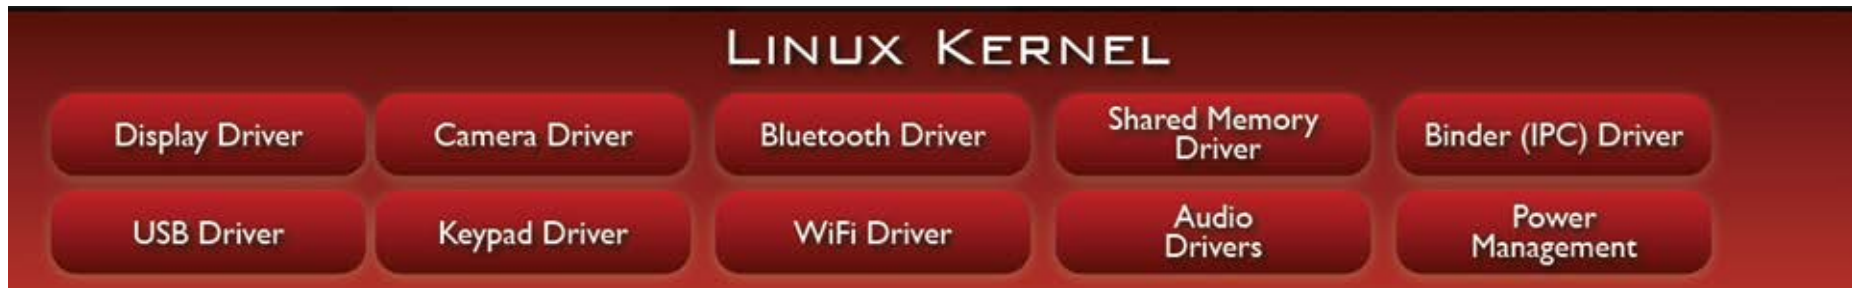 LINUX KERNEL
Display Driver
Camera Driver
Bluetooth Driver
Shared Memory
Driver
Binder (IPC) Driver
USB Driver
Keypad Driver
WiFi Driver
Audio
Drivers
Power
Management